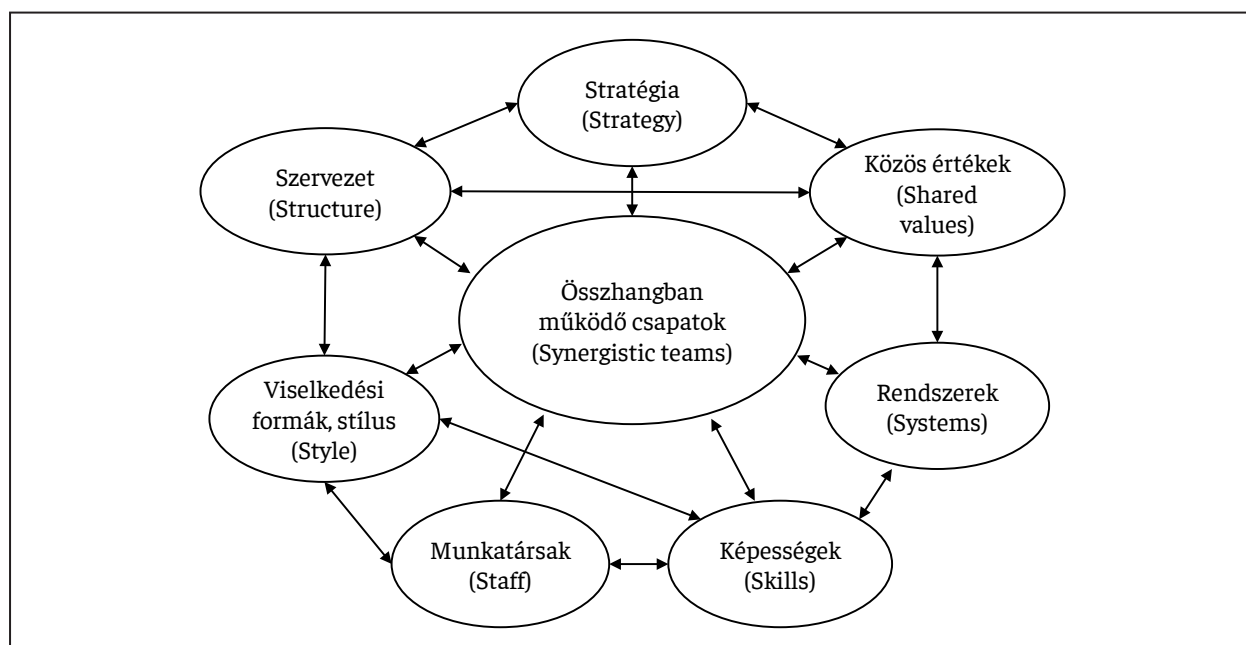 Stratégia
(Strategy)
Szervezet
(Structure)
Közös értékek
(Shared
values)
Összhangban
működő csapatok
(Synergistic teams)
Viselkedési
formák, stílus
(Style)
Rendszerek
(Systems)
Munkatársak
(Staff)
Képességek
(Skills)